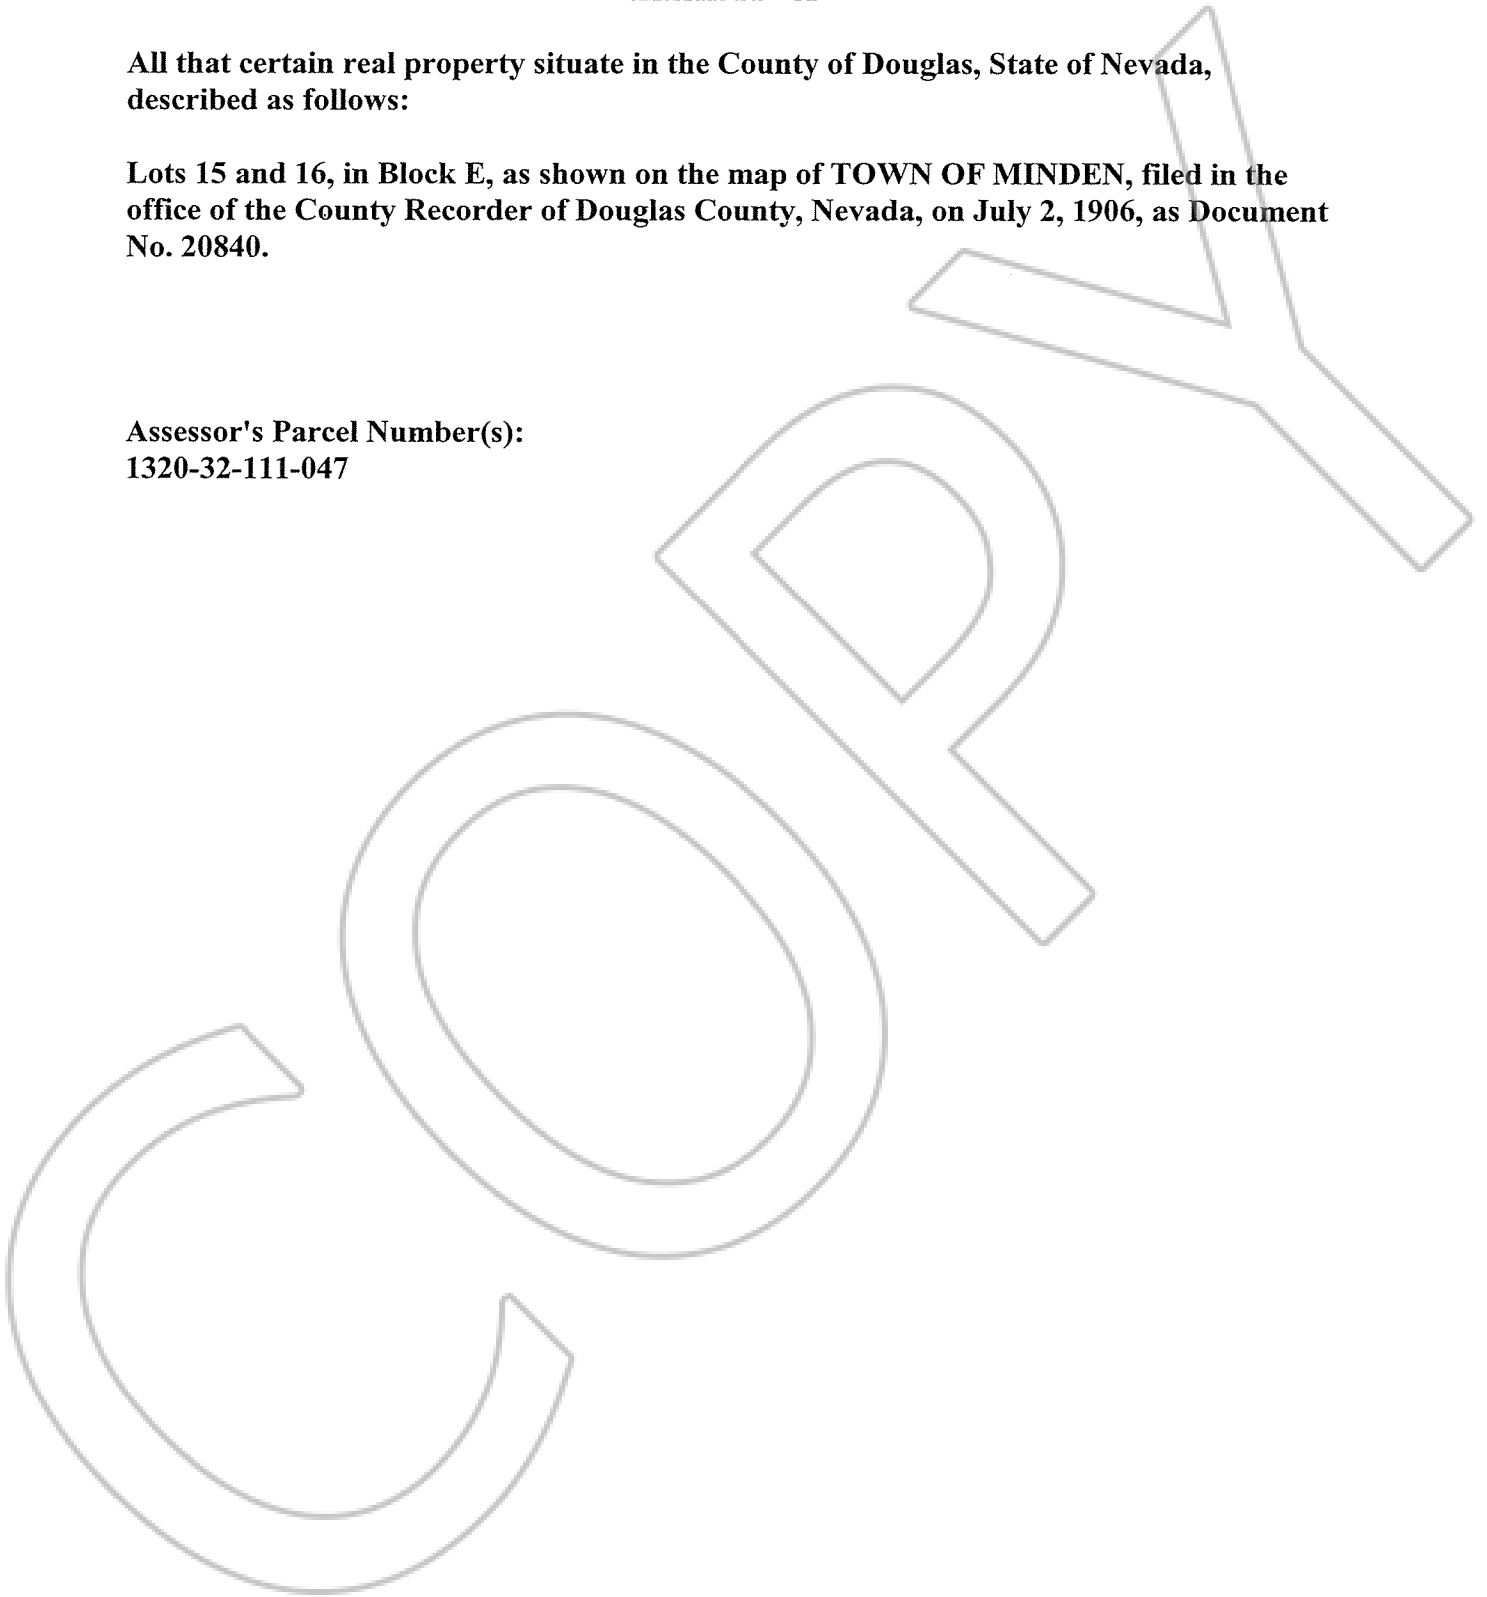 All that certain real property situate in the County of Douglas, State of Nevada,
described as follows:
Lots 15 and 16, in Block E, as shown on the map of TOWN OF MINDEN, filed in the
office of the County Recorder of Douglas County, Nevada, on July 2, 1906, as Document
No. 20840.
Assessor's Parcel Number(s):
1320-32-111-047
COPY